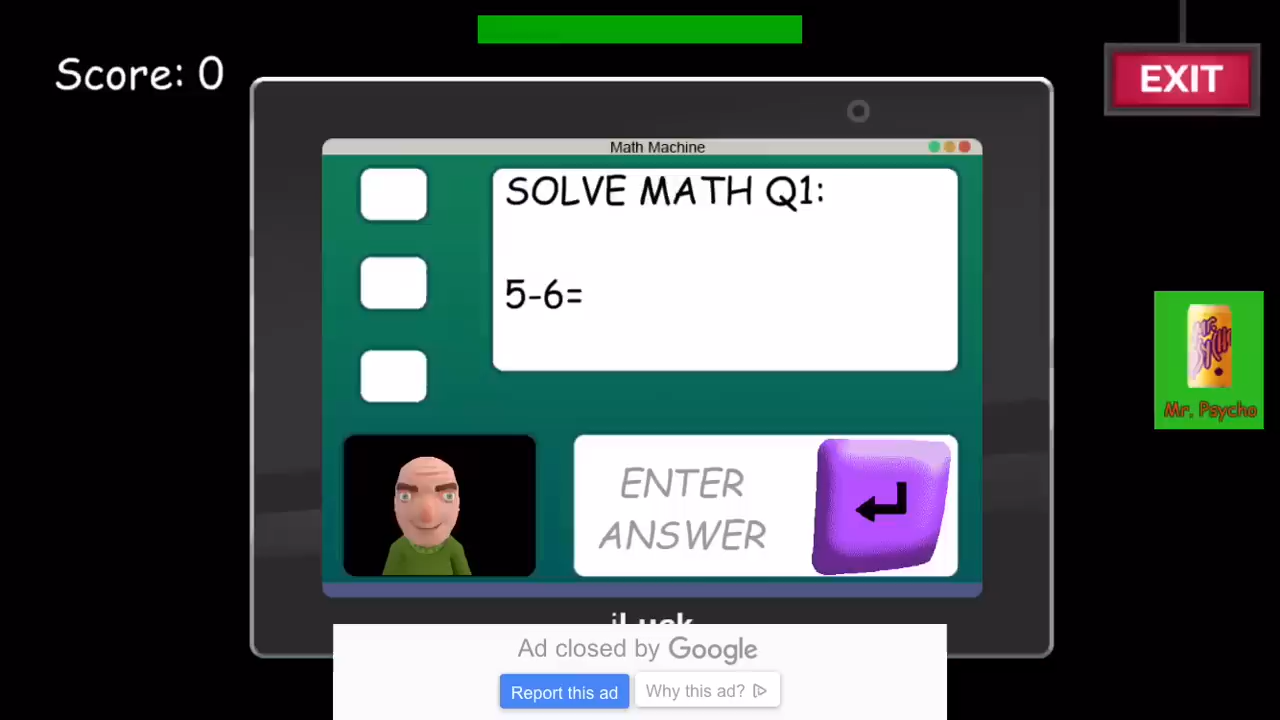 Score: 0
EXIT
Math Machine
SOLVE MATH Q1:
5-6=
Mr. Psycho
ENTER
ANSWER
iLuck
Ad closed by Google
Report this ad
Why this ad?